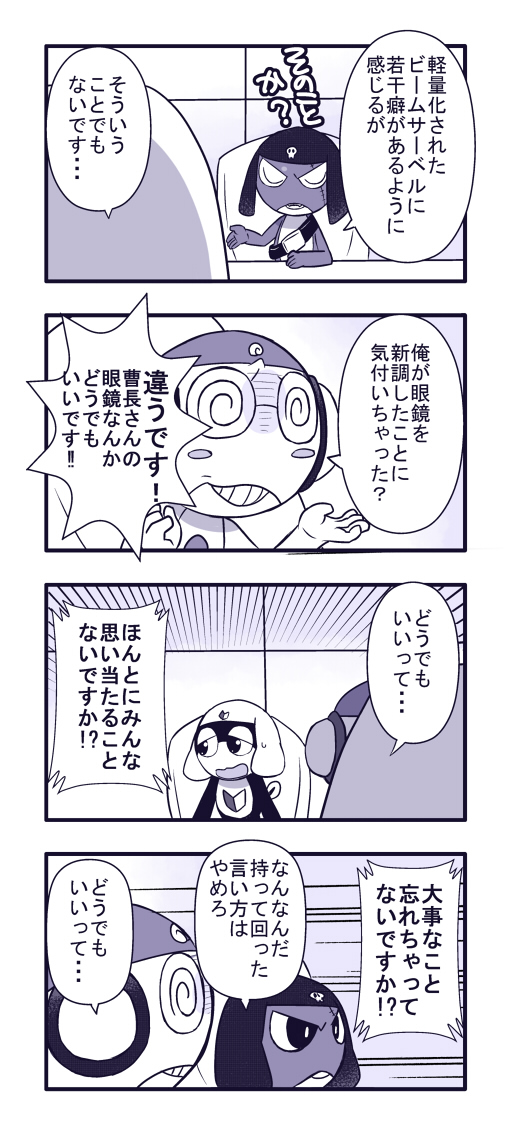 軽量化された
ビームサーベルに
若干癖があるように
感じるが
そういう
ことでも
ないです・・・
俺が眼鏡を
新調したことに
気付いちゃった？
違うです！
曹長さんの
眼鏡なんか
どうでも
いいです!!
どうでも
いいって・・・
ほんとにみんな
思い当たること
ないですか!?
大事なこと
忘れちゃって
ないですか!?
なんなんだ
持って回った
言い方は
やめろ
どうでも
いいって・・・